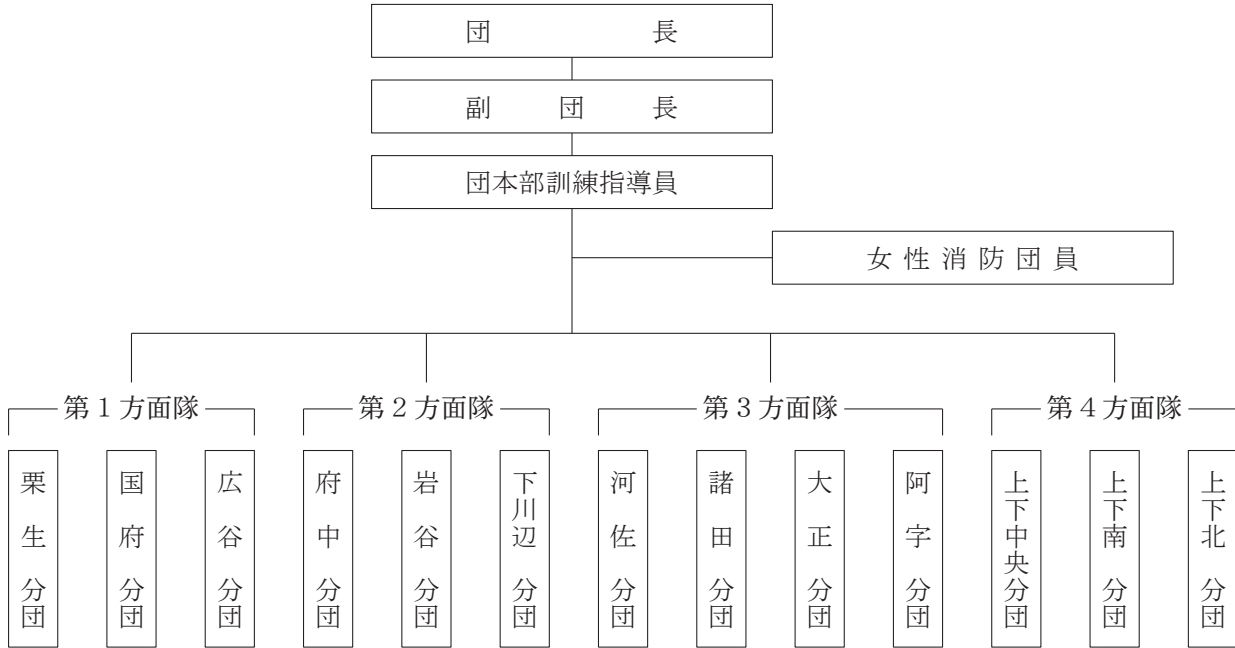 団長
副団長
団本部訓練指導員
女性消防団員
第1方面隊
第2方面隊
第3方面隊
第4方面隊
栗生分団
国府分団
広谷分団
府中分団
岩谷分団
下川辺分団
河佐分団
諸田分団
大正分団
阿字分団
上下中央分団
上下南分団
上下北分団